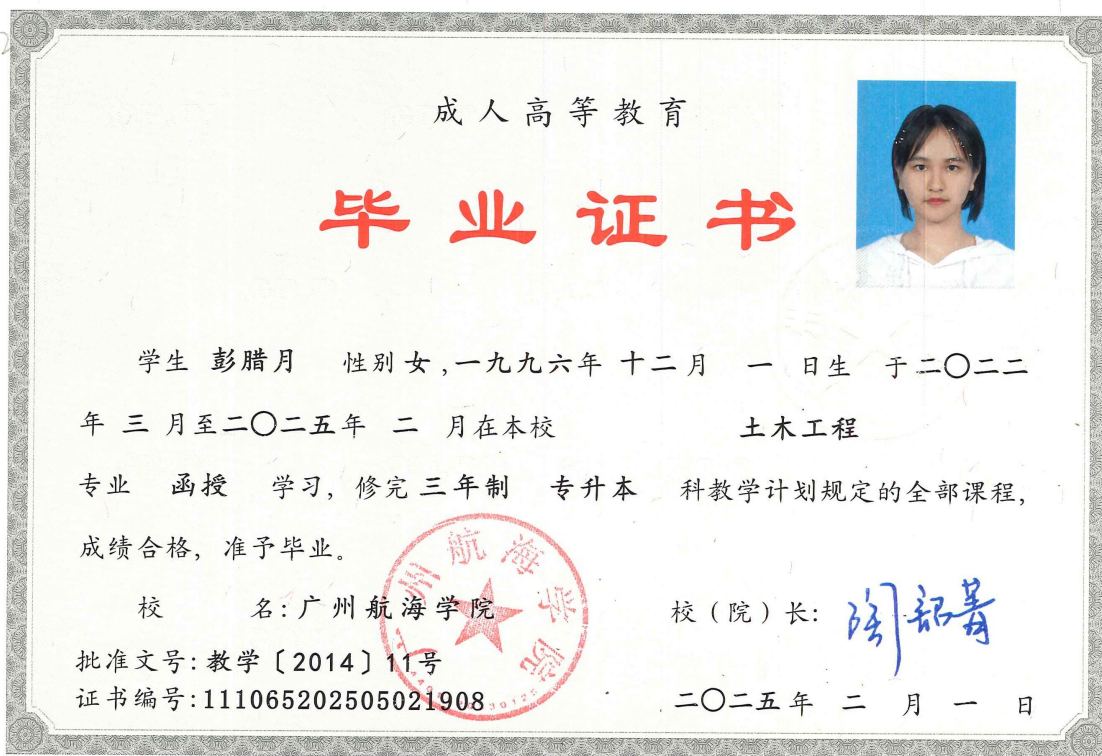 成人高等教育
毕业证书
学生 彭腊月 性别 女,一九九六年 十二月 一 日生 于二〇二二
年 三 月至二〇二五年 二 月在本校 土木工程
专业 函授 学习, 修完 三年制 专升本 科教学计划规定的全部课程,
成绩合格, 准予毕业。
校 名: 广州航海学院
校(院)长:
批准文号: 教学〔2014〕11号
证书编号: 111065202505021908
二〇二五年 二 月 一 日
广州航海学院